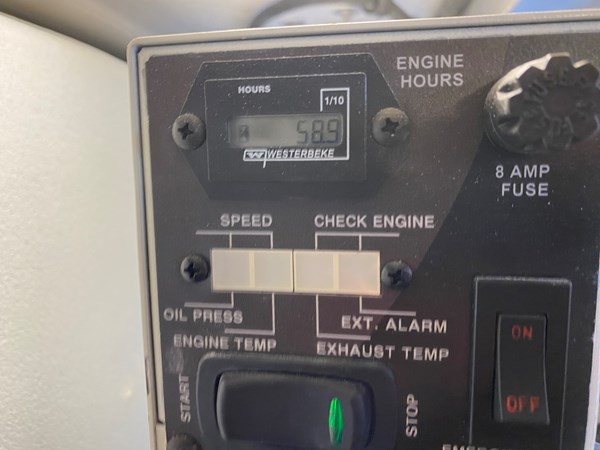 HOURS
1/10
58.9
WESTERBEKE
ENGINE
HOURS
8 AMP
FUSE
SPEED
CHECK ENGINE
OIL PRESS
EXT. ALARM
ENGINE TEMP
EXHAUST TEMP
START
STOP
ON
OFF